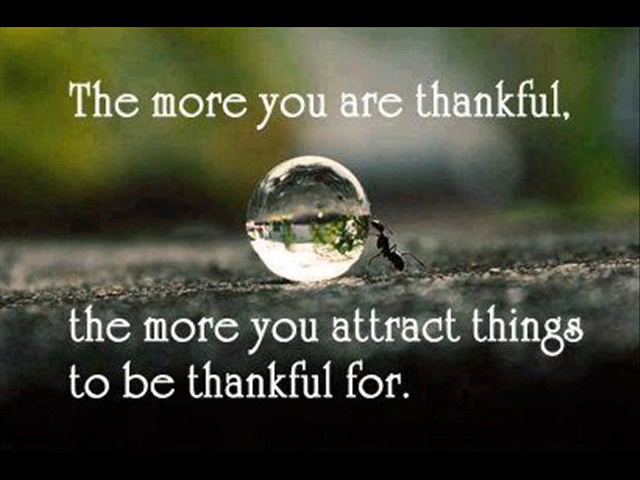 The more you are thankful,
the more you attract things
to be thankful for.